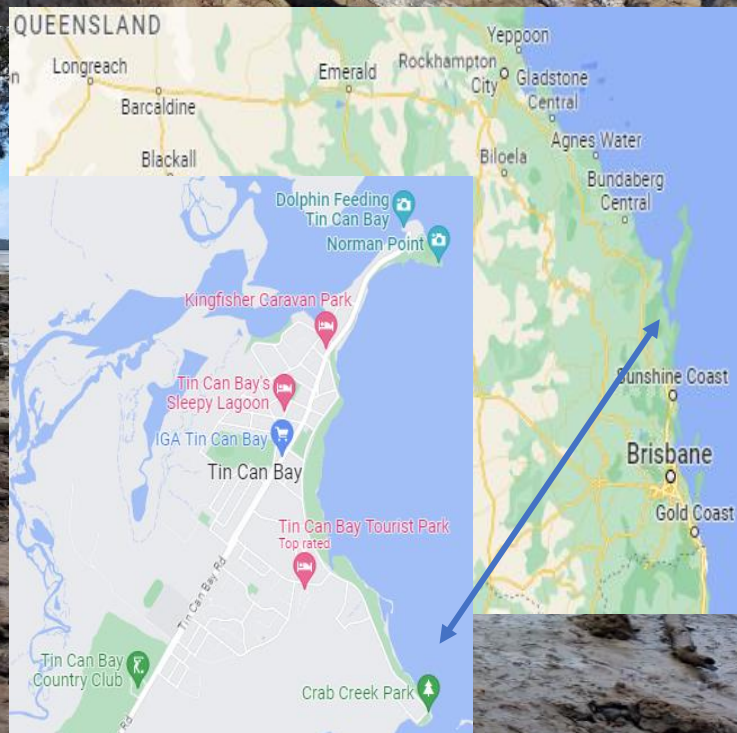 QUEENSLAND
Yeppoon
Longreach
Emerald
Rockhampton
City
Gladstone
Central
Barcaldine
Agnes Water
Blackall
Biloela
Bundaberg
Central
Sunshine Coast
Brisbane
Gold Coast
Dolphin Feeding
Tin Can Bay
Norman Point
Kingfisher Caravan Park
Tin Can Bay's
Sleepy Lagoon
IGA Tin Can Bay
Tin Can Bay
Tin Can Bay Tourist Park
Top rated
Tin Can Bay Rd
Tin Can Bay
Country Club
Crab Creek Park
Rd